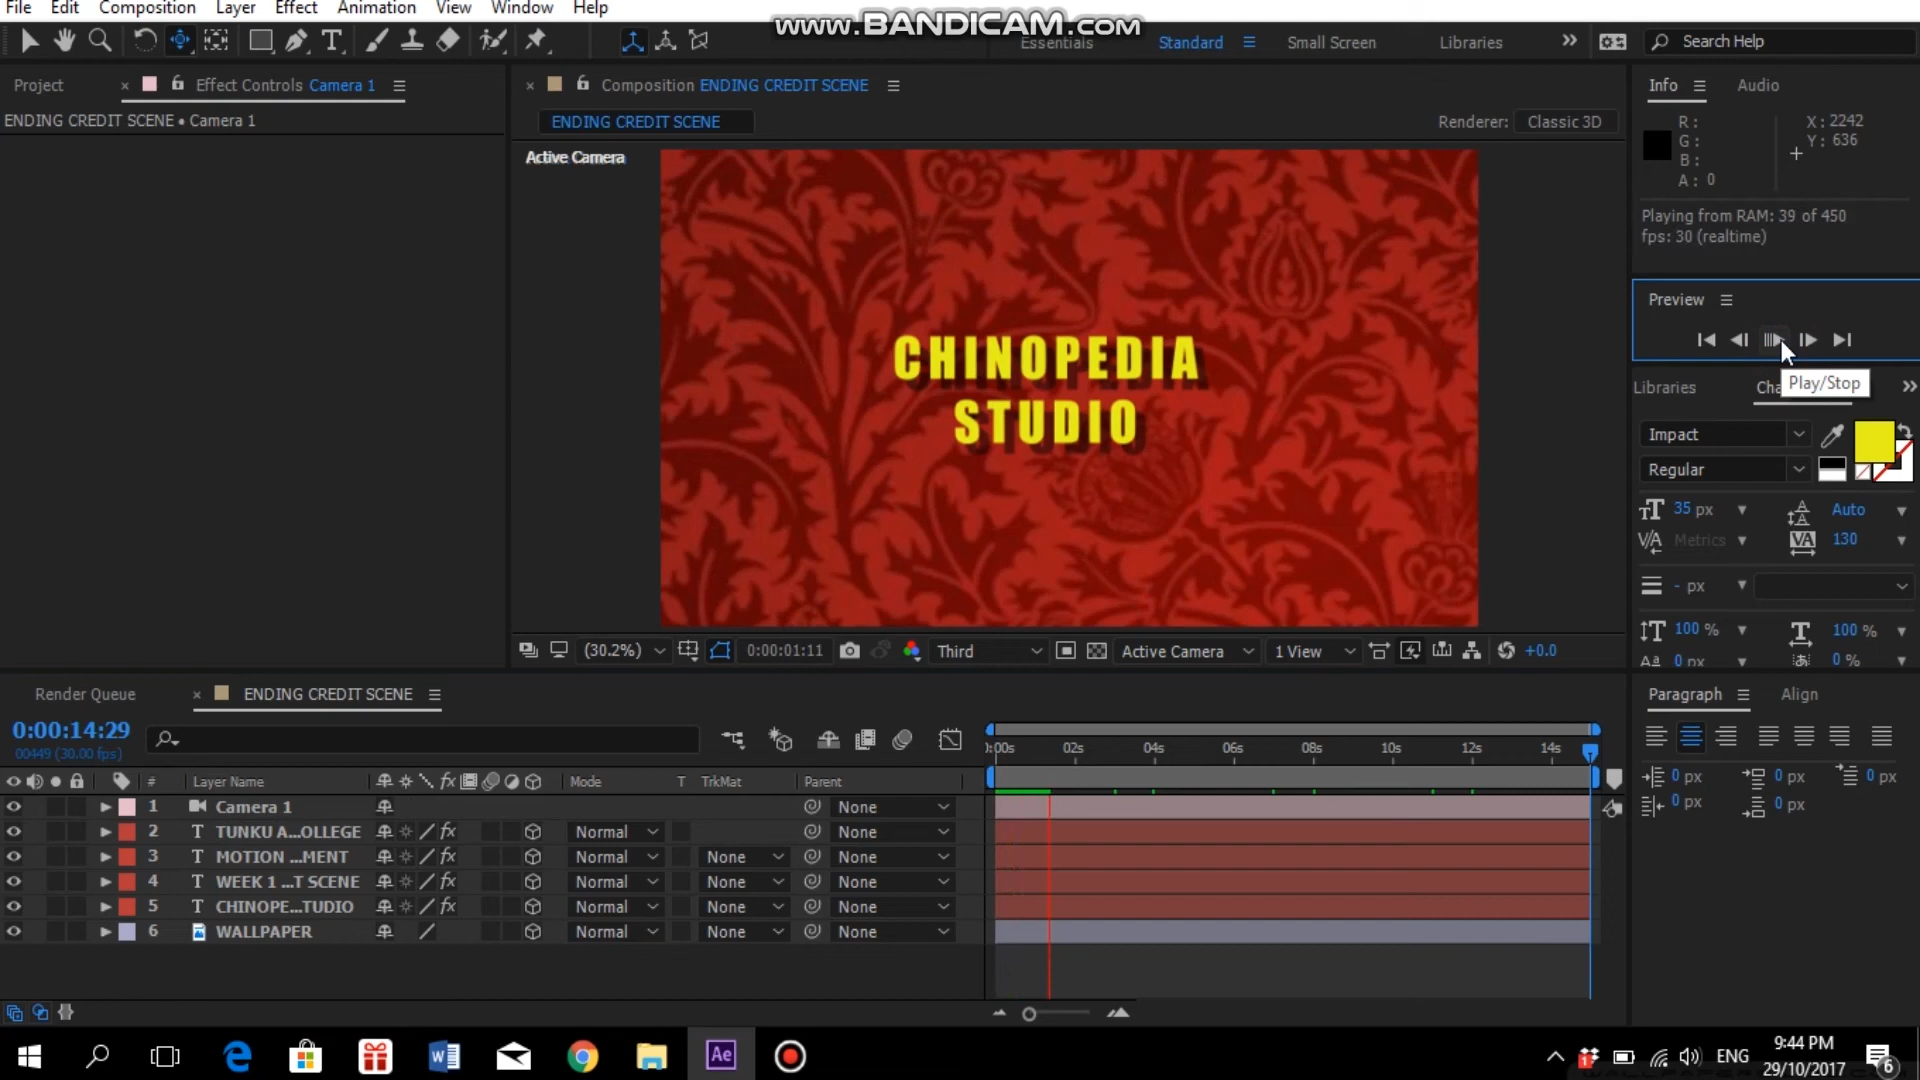 File Edit Composition Layer Effect Animation View Window Help
www.BANDICAM.com
Essentials Standard Small Screen Libraries Search Help
Project Effect Controls Camera 1
Composition ENDING CREDIT SCENE
Info Audio
ENDING CREDIT SCENE • Camera 1
ENDING CREDIT SCENE
Renderer: Classic 3D
Active Camera
R:
G:
B:
A: 0
X: 2242
Y: 636
Playing from RAM: 39 of 450
fps: 30 (realtime)
Preview
Play/Stop
CHINOPEDIA
STUDIO
Libraries Cha
Impact
Regular
35 px Auto
Metrics 130
- px
100 % 100 %
0 px 0 %
(30.2%) 0:00:01:11 Third Active Camera 1 View +0.0
Render Queue ENDING CREDIT SCENE
Paragraph Align
0:00:14:29
00449 (30.00 fps)
0:00s 02s 04s 06s 08s 10s 12s 14s
# Layer Name Mode T TrkMat Parent
1 Camera 1 None
2 TUNKU A...OLLEGE fx Normal None
3 MOTION ...MENT fx Normal None None
4 WEEK 1 ...T SCENE fx Normal None None
5 CHINOPE...TUDIO fx Normal None None
6 WALLPAPER Normal None None
0 px 0 px 0 px
0 px 0 px
Ae
ENG
9:44 PM
29/10/2017
6